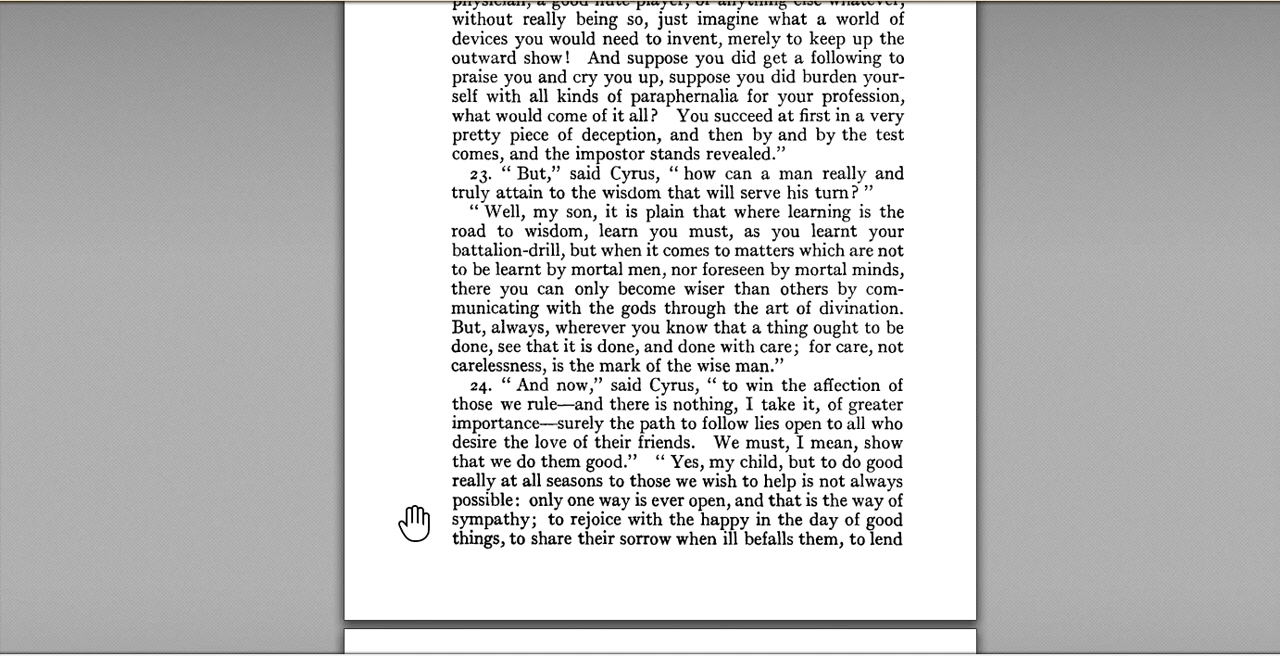 physician, a good flute player, or anything else whatever,
without really being so, just imagine what a world of
devices you would need to invent, merely to keep up the
outward show! And suppose you did get a following to
praise you and cry you up, suppose you did burden your-
self with all kinds of paraphernalia for your profession,
what would come of it all? You succeed at first in a very
pretty piece of deception, and then by and by the test
comes, and the impostor stands revealed.”
23. “ But,” said Cyrus, “ how can a man really and
truly attain to the wisdom that will serve his turn? ”
“ Well, my son, it is plain that where learning is the
road to wisdom, learn you must, as you learnt your
battalion-drill, but when it comes to matters which are not
to be learnt by mortal men, nor foreseen by mortal minds,
there you can only become wiser than others by com-
municating with the gods through the art of divination.
But, always, wherever you know that a thing ought to be
done, see that it is done, and done with care; for care, not
carelessness, is the mark of the wise man.”
24. “ And now,” said Cyrus, “ to win the affection of
those we rule—and there is nothing, I take it, of greater
importance—surely the path to follow lies open to all who
desire the love of their friends. We must, I mean, show
that we do them good.” “ Yes, my child, but to do good
really at all seasons to those we wish to help is not always
possible: only one way is ever open, and that is the way of
sympathy; to rejoice with the happy in the day of good
things, to share their sorrow when ill befalls them, to lend